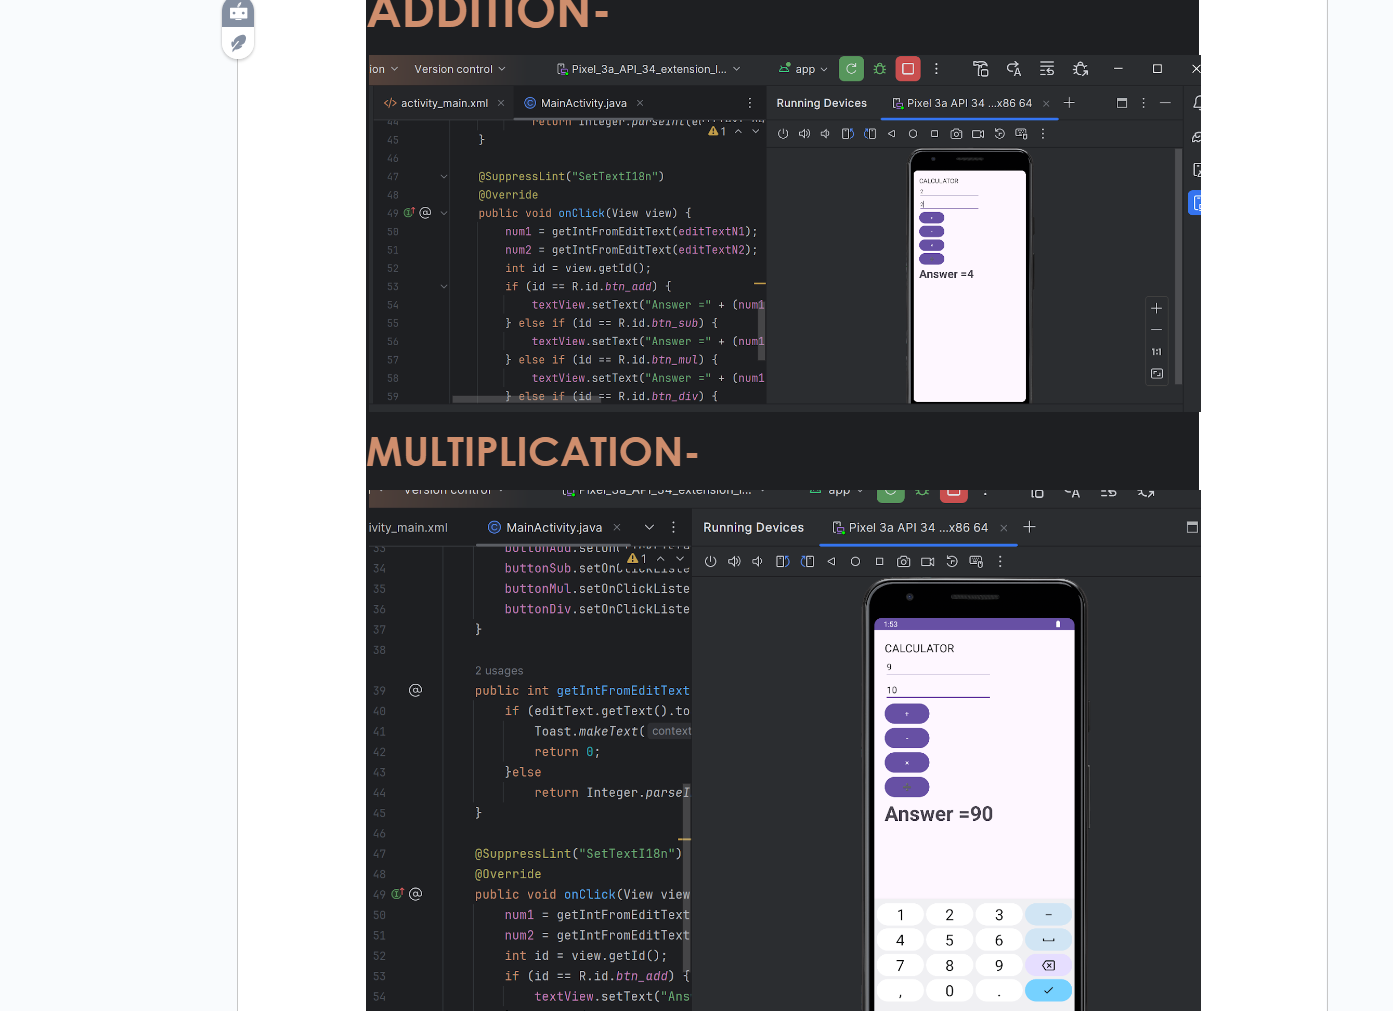 ADDITION-
ion Version control Pixel_3a_API_34_extension_l... app
activity_main.xml MainActivity.java Running Devices Pixel 3a API 34 ...x86 64
44 return Integer.parseInt(
1
45 }
46
47 @SuppressLint("SetTextI18n")
48 @Override
49 @ public void onClick(View view) {
50 num1 = getIntFromEditText(editTextN1);
51 num2 = getIntFromEditText(editTextN2);
52 int id = view.getId();
53 if (id == R.id.btn_add) {
54 textView.setText("Answer =" + (num1
55 } else if (id == R.id.btn_sub) {
56 textView.setText("Answer =" + (num1
57 } else if (id == R.id.btn_mul) {
58 textView.setText("Answer =" + (num1
59 } else if (id == R.id.btn_div) {
CALCULATOR
Answer =4
1:1
MULTIPLICATION-
Version control Pixel_3a_API_34_extension_l... app
ivity_main.xml MainActivity.java Running Devices Pixel 3a API 34 ...x86 64
33 buttonAdd.setOn
1
34 buttonSub.setOnClickListe
35 buttonMul.setOnClickListe
36 buttonDiv.setOnClickListe
37 }
38
2 usages
39 @ public int getIntFromEditText
40 if (editText.getText().to
41 Toast.makeText( context
42 return 0;
43 }else
44 return Integer.parseI
45 }
46
47 @SuppressLint("SetTextI18n")
48 @Override
49 @ public void onClick(View view
50 num1 = getIntFromEditText
51 num2 = getIntFromEditText
52 int id = view.getId();
53 if (id == R.id.btn_add) {
54 textView.setText("Ans
1:53
CALCULATOR
9
10
+
-
×
Answer =90
1 2 3 −
4 5 6
7 8 9
, 0 .